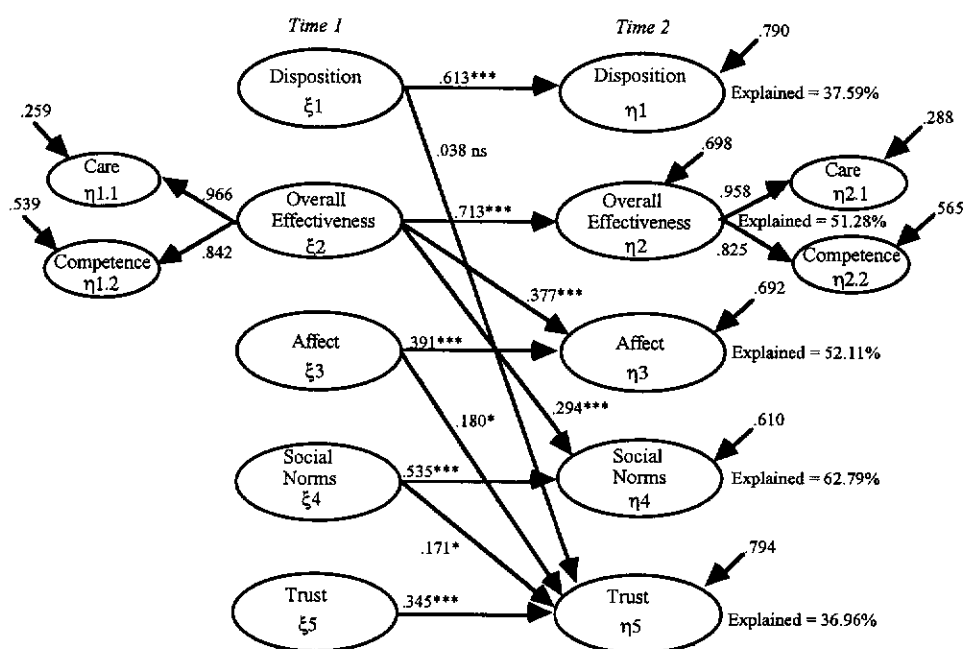 Time 1
Time 2
.790
Disposition
ξ1
.613***
Disposition
η1
Explained = 37.59%
.259
.038 ns
.698
.288
Care
η1.1
.966
Overall
Effectiveness
ξ2
.713***
Overall
Effectiveness
η2
.958
Care
η2.1
Explained = 51.28%
.539
.842
Competence
η1.2
.825
.565
Competence
η2.2
.377***
.692
Affect
ξ3
.391***
Affect
η3
Explained = 52.11%
.180*
.294***
.610
Social
Norms
ξ4
.535***
Social
Norms
η4
Explained = 62.79%
.171*
.794
Trust
ξ5
.345***
Trust
η5
Explained = 36.96%